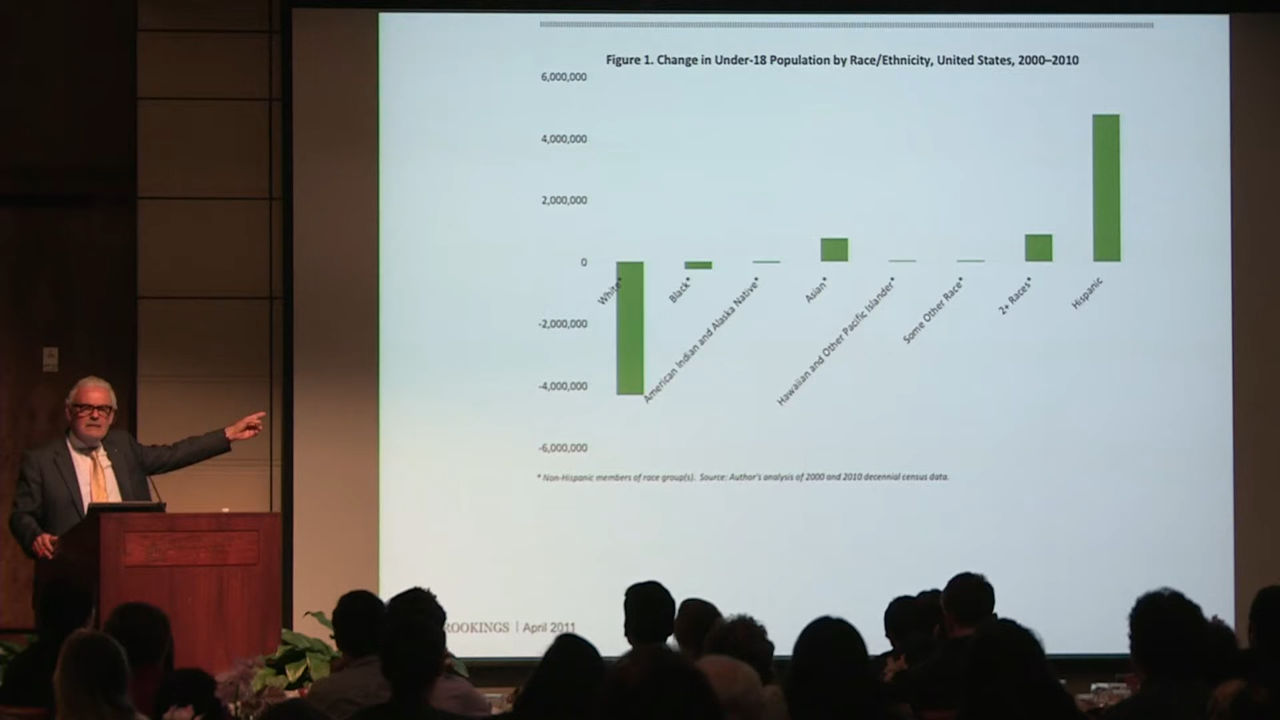 Figure 1. Change in Under-18 Population by Race/Ethnicity, United States, 2000–2010
6,000,000
4,000,000
2,000,000
0
-2,000,000
-4,000,000
-6,000,000
White*
Black*
American Indian and Alaska Native*
Asian*
Hawaiian and Other Pacific Islander*
Some Other Race*
2+ Races*
Hispanic
* Non-Hispanic members of race group(s). Source: Author's analysis of 2000 and 2010 decennial census data.
ROOKINGS | April 2011